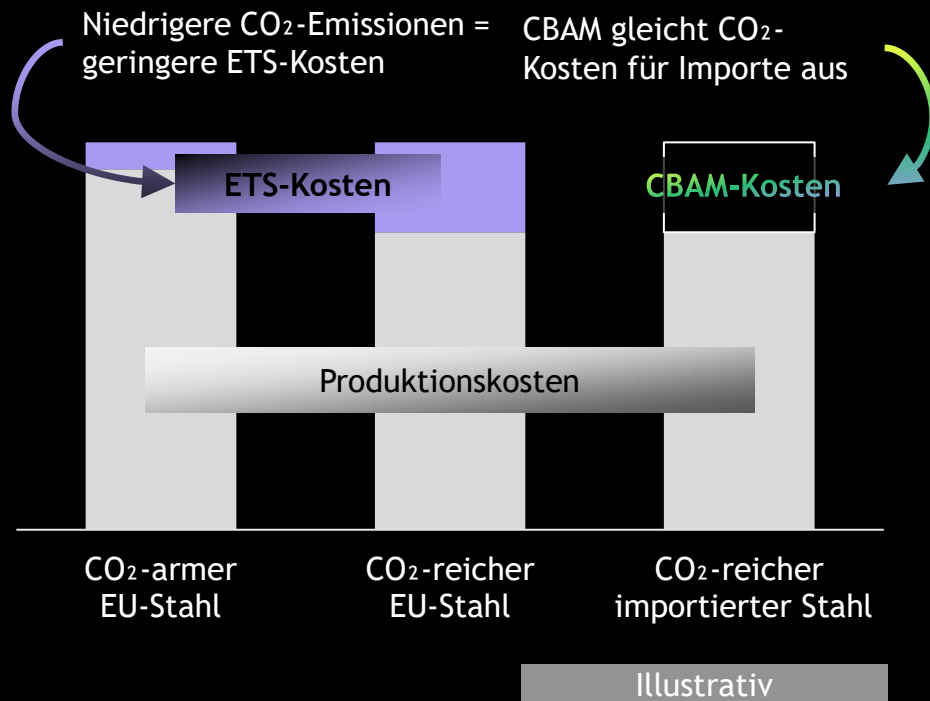 Niedrigere CO₂-Emissionen =
geringere ETS-Kosten
CBAM gleicht CO₂-
Kosten für Importe aus
ETS-Kosten
CBAM-Kosten
Produktionskosten
CO₂-armer
EU-Stahl
CO₂-reicher
EU-Stahl
CO₂-reicher
importierter Stahl
Illustrativ